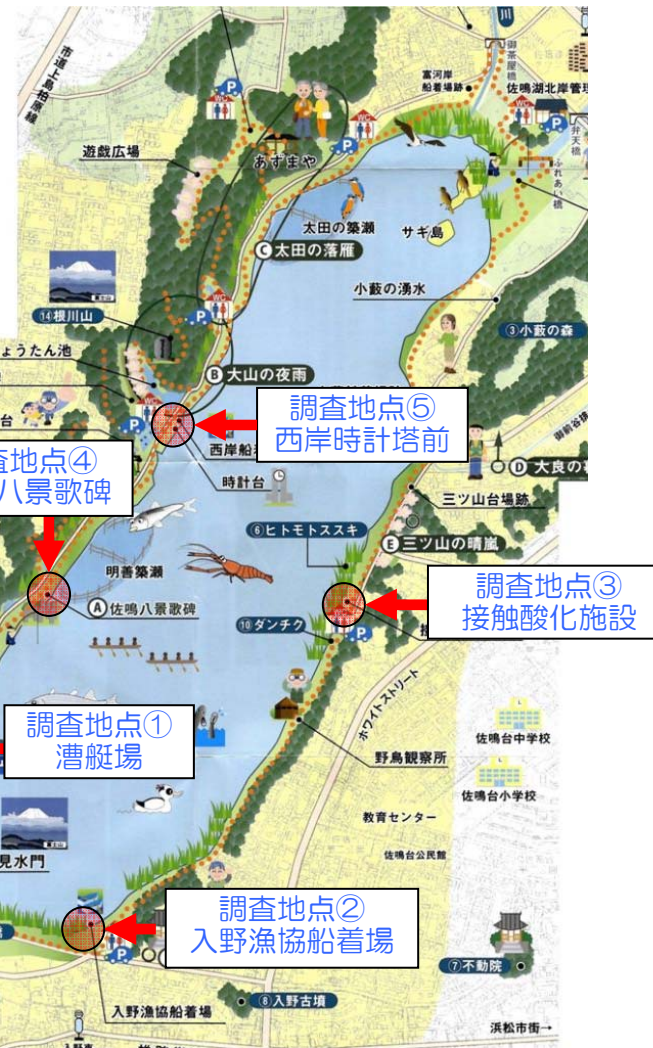 川
御茶屋橋
市道上島柏原線
富河岸
船着場跡
佐鳴湖北岸管理
弁天橋
ふれあい橋
遊戯広場
WC
P
あずまや
WC
P
太田の築瀬
サギ島
C 太田の落雁
小藪の湧水
⑭根川山
WC
P
③小藪の森
ょうたん池
B 大山の夜雨
調査地点⑤
西岸時計塔前
御前谷
台
WC
P
西岸船
D 大良の
査地点④
八景歌碑
時計台
三ツ山台場跡
⑥ヒトモトススキ
E 三ツ山の晴嵐
明善築瀬
調査地点③
接触酸化施設
A 佐鳴八景歌碑
⑩ダンチク
P
ホワイトストリート
調査地点①
漕艇場
佐鳴台中学校
野鳥観察所
佐鳴台小学校
教育センター
見水門
佐鳴台公民館
調査地点②
入野漁協船着場
P
⑦不動院
⑧入野古墳
入野漁協船着場
浜松市街→